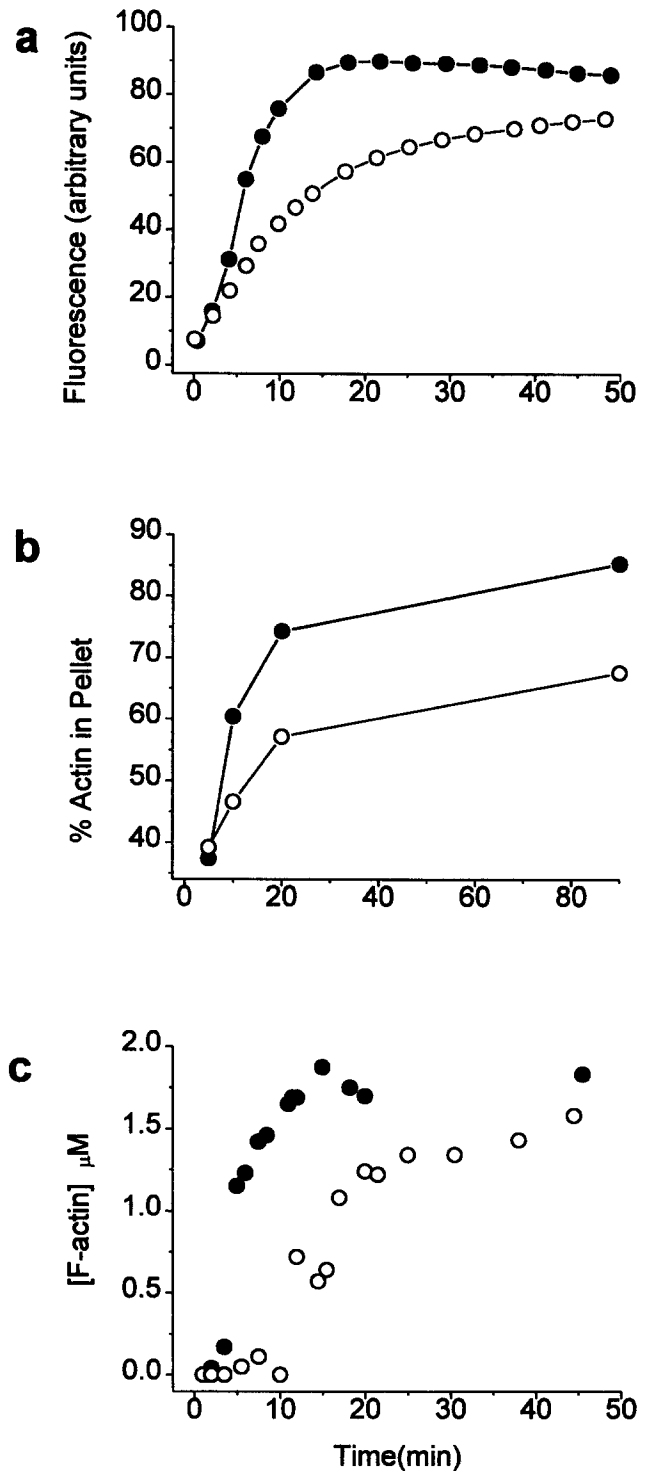 a
Fluorescence (arbitrary units)
100
80
60
40
20
0
0 10 20 30 40 50
b
% Actin in Pellet
90
80
70
60
50
40
0 20 40 60 80
c
[F-actin] μM
2.0
1.5
1.0
0.5
0.0
0 10 20 30 40 50
Time(min)